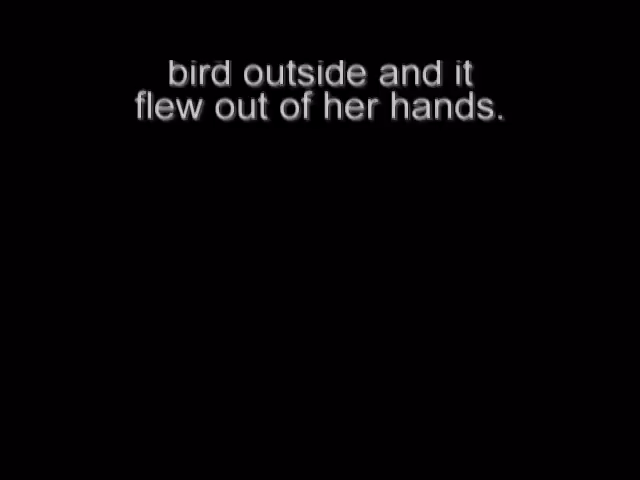 bird outside and it
flew out of her hands.